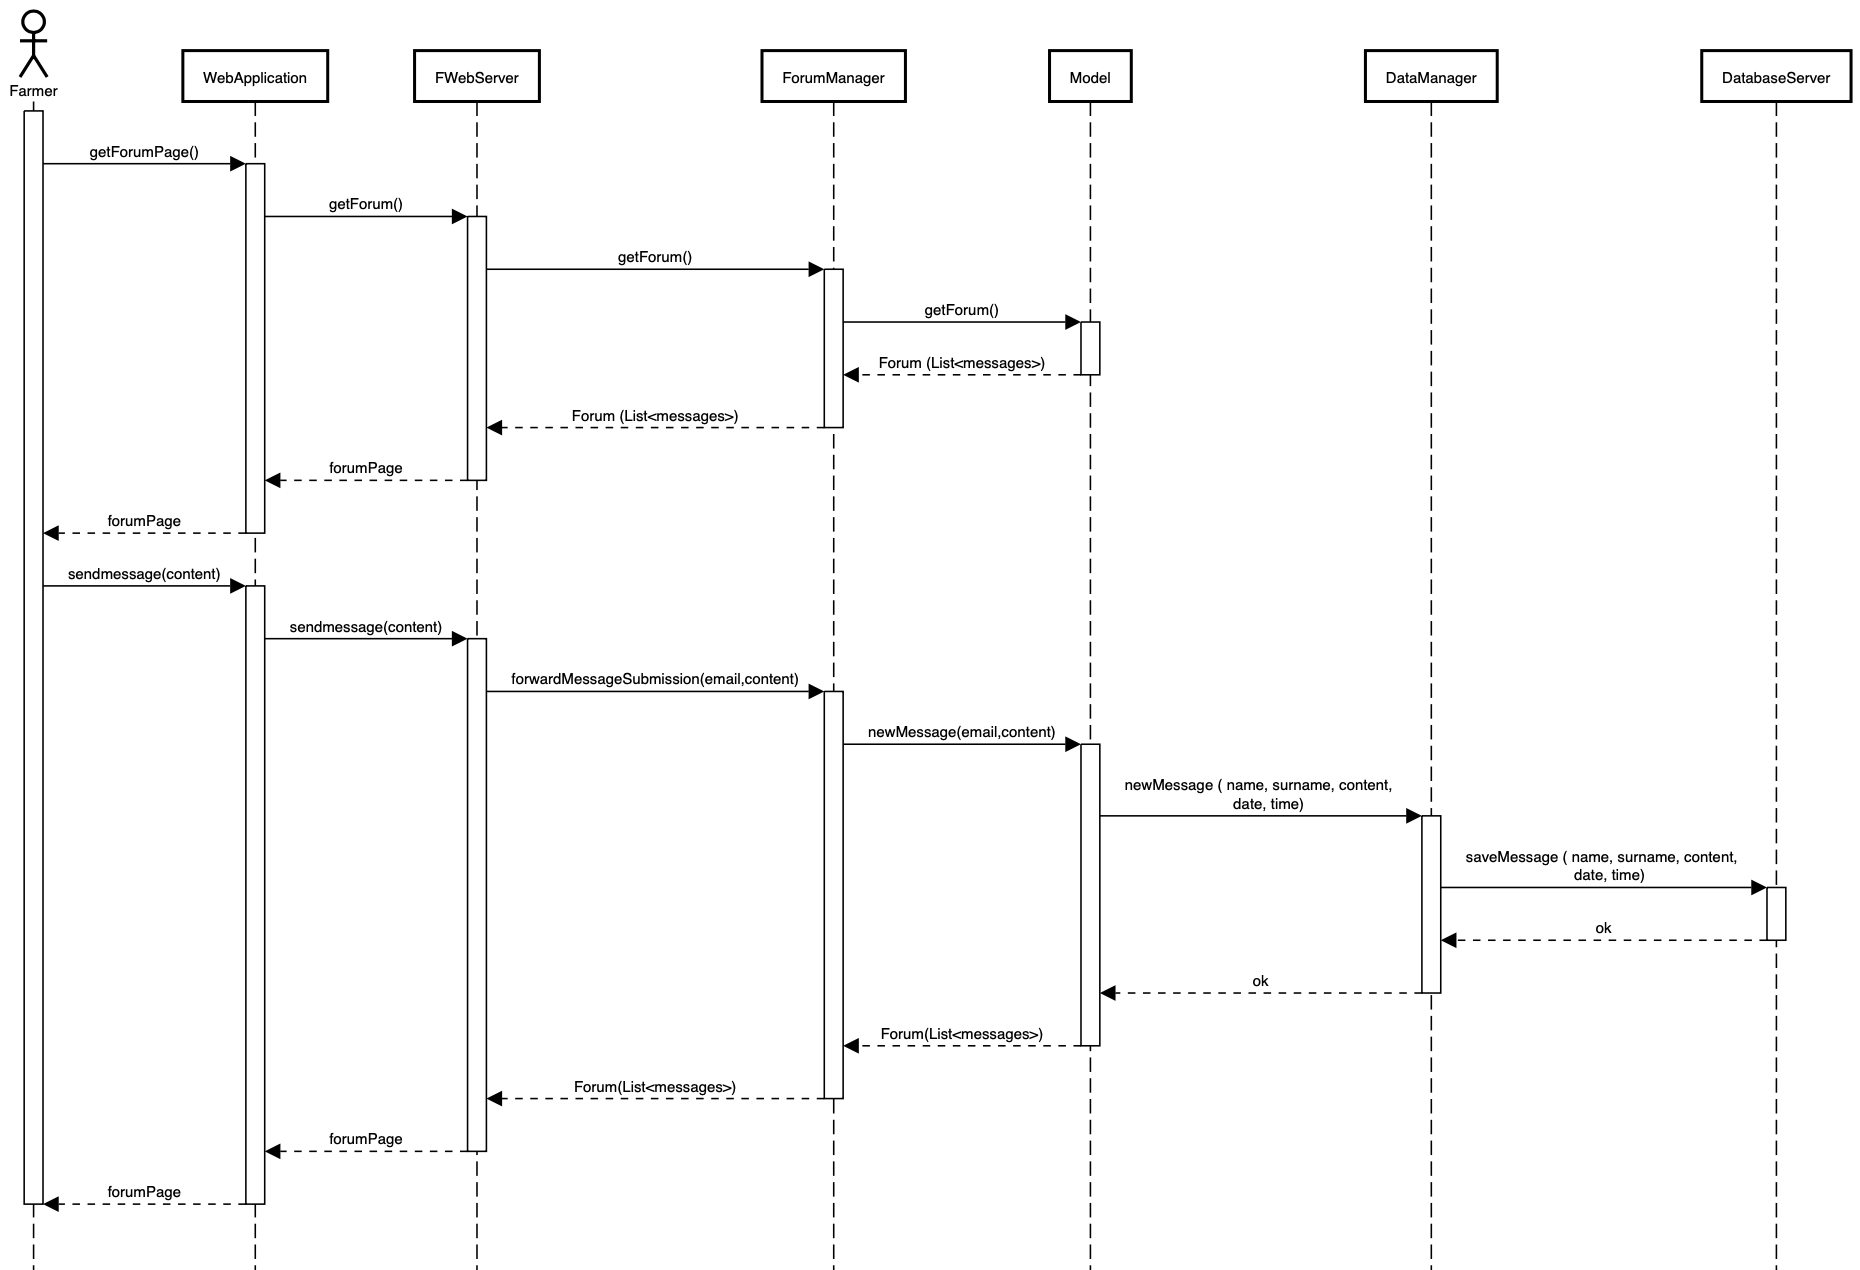 Farmer
WebApplication
FWebServer
ForumManager
Model
DataManager
DatabaseServer
getForumPage()
getForum()
getForum()
getForum()
Forum (List<messages>)
Forum (List<messages>)
forumPage
forumPage
sendmessage(content)
sendmessage(content)
forwardMessageSubmission(email,content)
newMessage(email,content)
newMessage ( name, surname, content,
date, time)
saveMessage ( name, surname, content,
date, time)
ok
ok
Forum(List<messages>)
Forum(List<messages>)
forumPage
forumPage